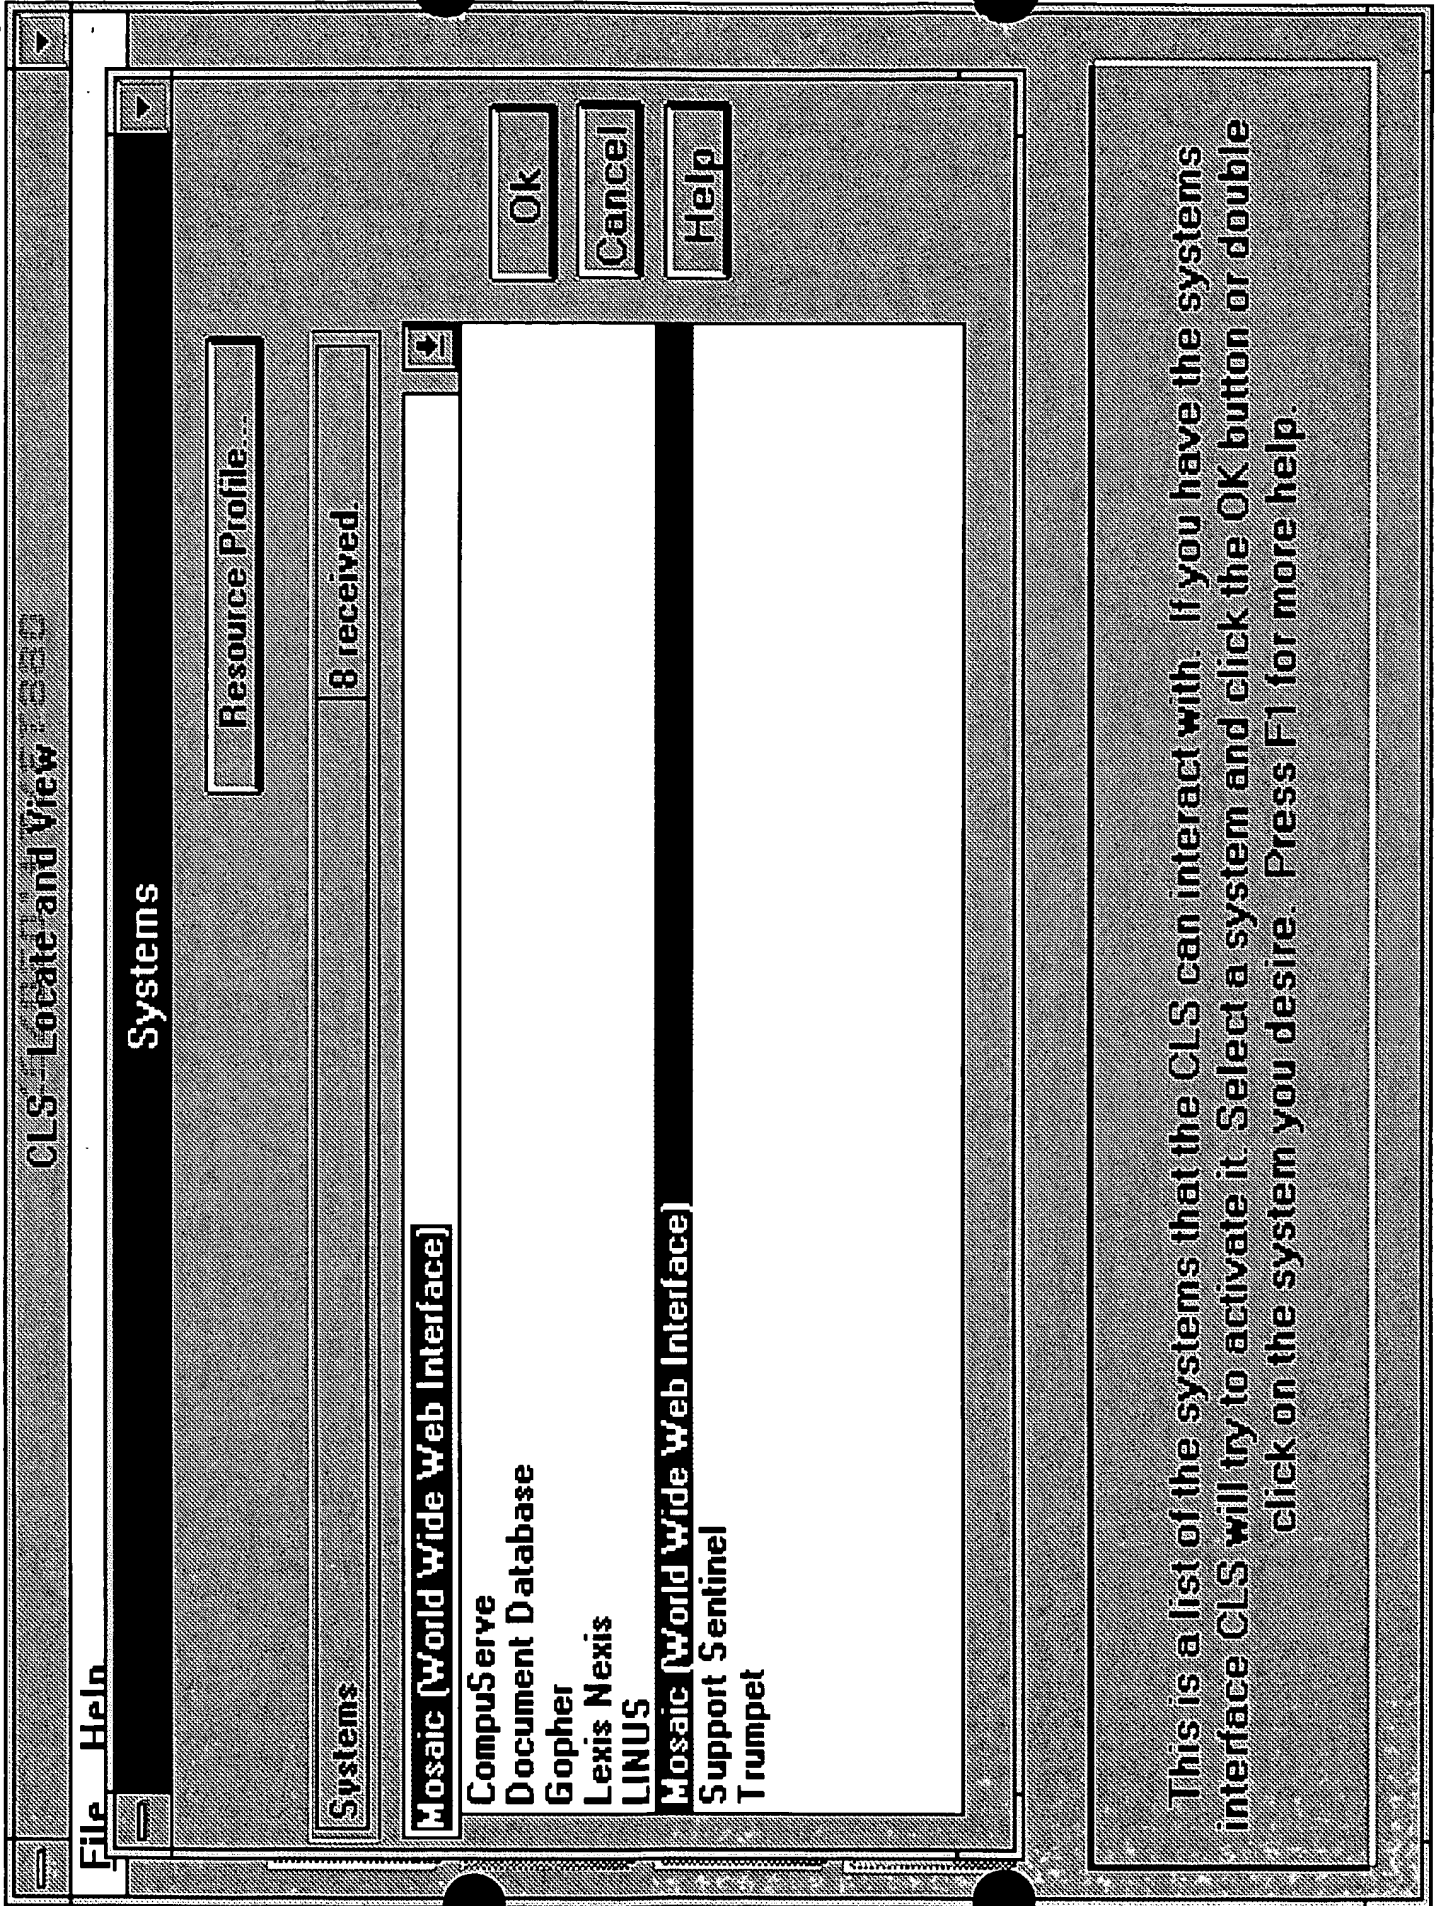 CLS - Locate and View
File Help
Systems
Resource Profile...
Systems
8 received.
Mosaic (World Wide Web Interface)
CompuServe
Document Database
Gopher
Lexis Nexis
LINUS
Mosaic (World Wide Web Interface)
Support Sentinel
Trumpet
Ok
Cancel
Help
This is a list of the systems that the CLS can interact with. If you have the systems
interface CLS will try to activate it. Select a system and click the OK button or double
click on the system you desire. Press F1 for more help.